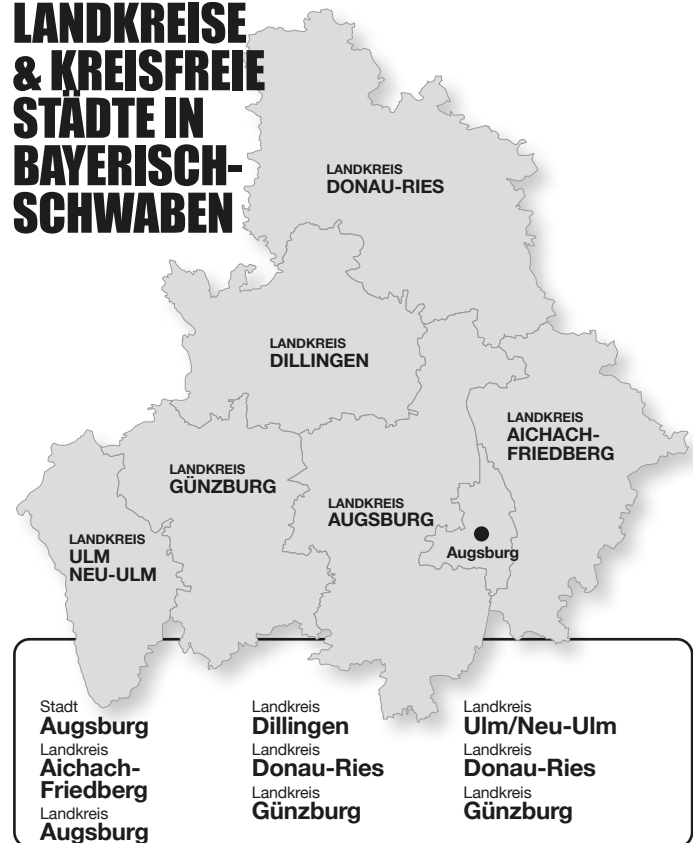 LANDKREISE
& KREISFREIE
STÄDTE IN
BAYERISCH-
SCHWABEN
LANDKREIS
DONAU-RIES
LANDKREIS
DILLINGEN
LANDKREIS
AICHACH-
FRIEDBERG
LANDKREIS
GÜNZBURG
LANDKREIS
AUGSBURG
LANDKREIS
ULM
NEU-ULM
Augsburg
Stadt
Augsburg
Landkreis
Aichach-
Friedberg
Landkreis
Augsburg
Landkreis
Dillingen
Landkreis
Donau-Ries
Landkreis
Günzburg
Landkreis
Ulm/Neu-Ulm
Landkreis
Donau-Ries
Landkreis
Günzburg